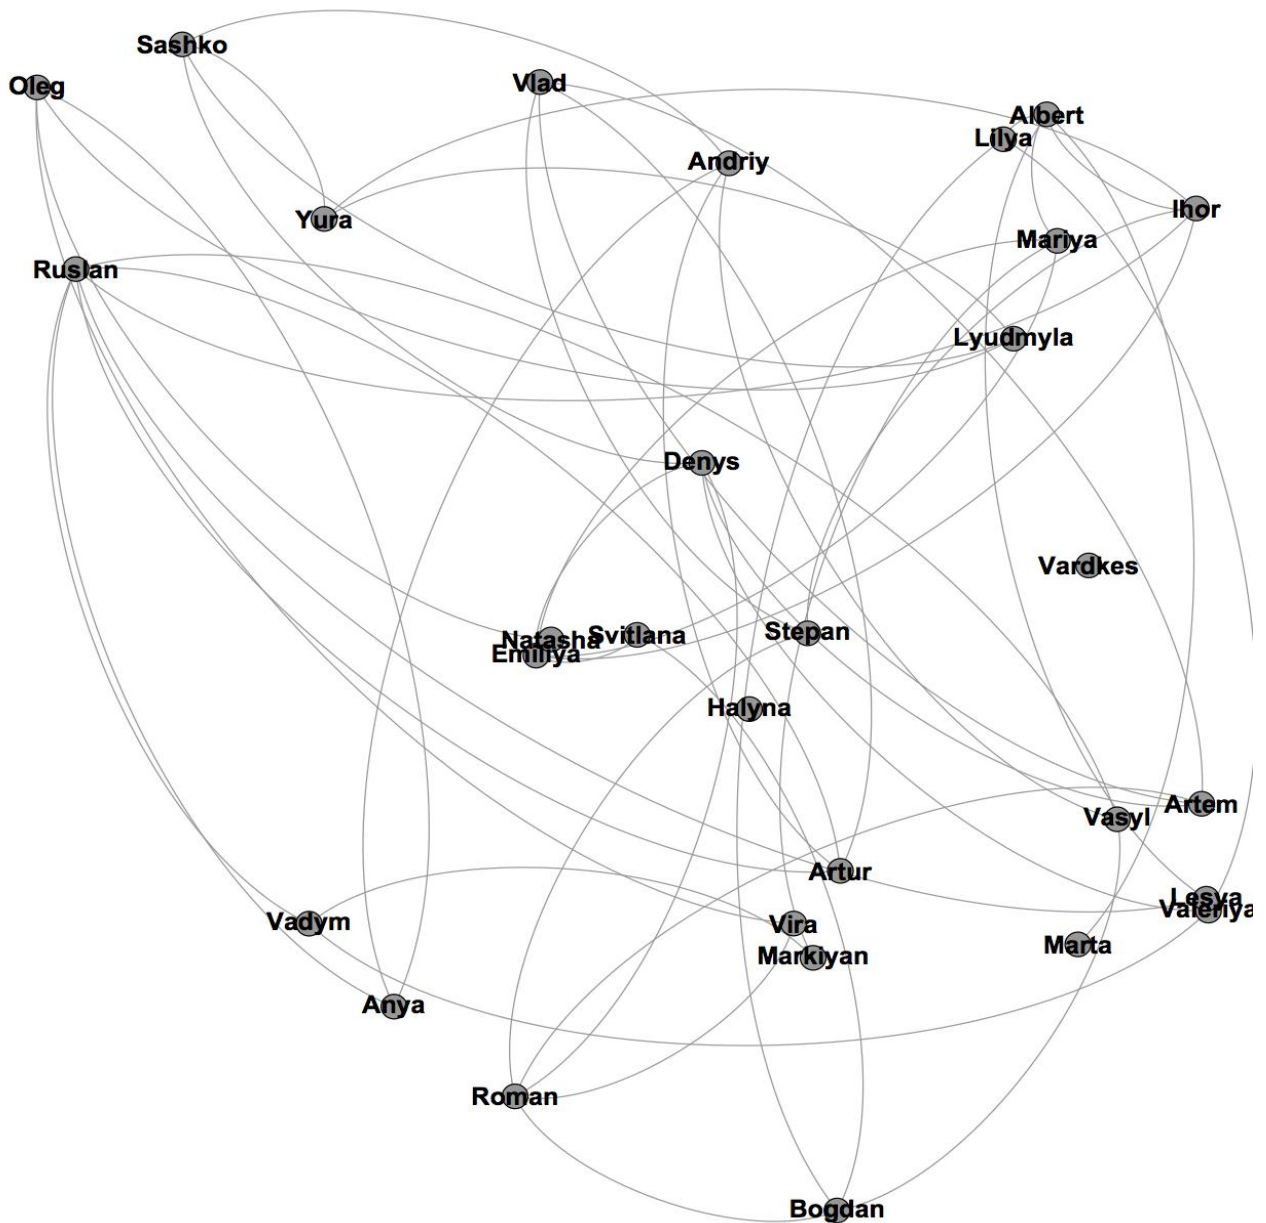 Sashko
Oleg
Vlad
Albert
Lilya
Andriy
Yura
Ihor
Mariya
Ruslan
Lyudmyla
Denys
Vardkes
Natasha
Svitlana
Stepan
Emiliya
Halyna
Artem
Vasyl
Artur
Lesya
Valeriya
Vadym
Vira
Marta
Markiyan
Anya
Roman
Bogdan